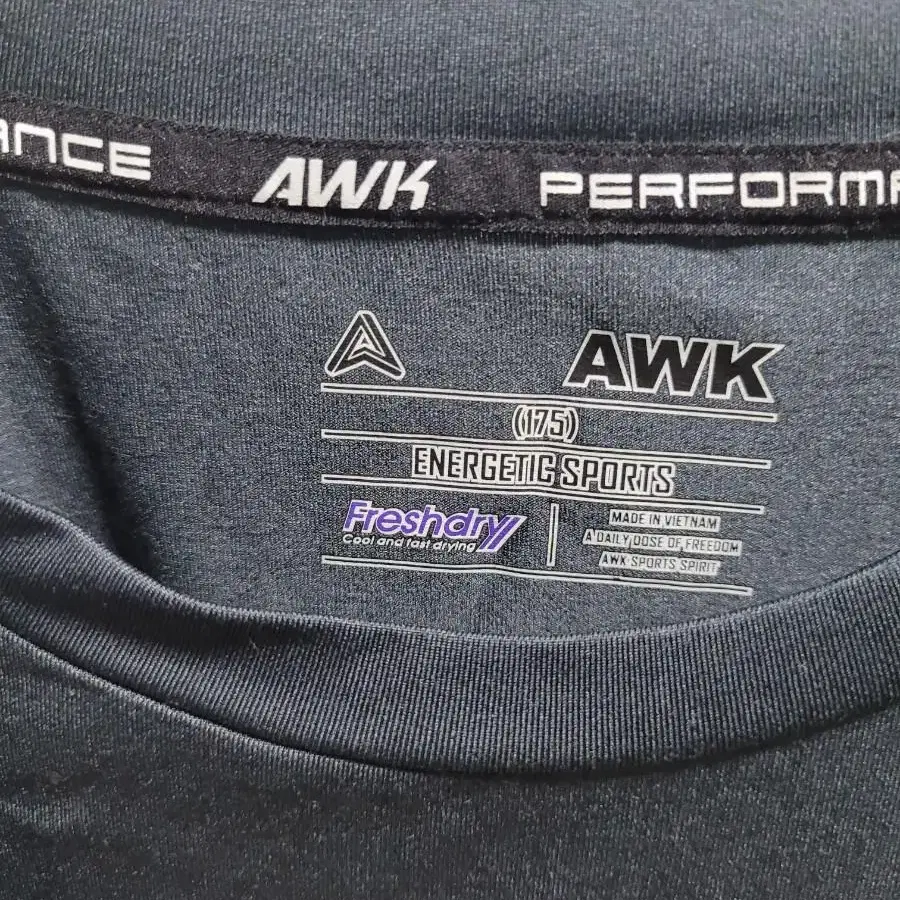 ANCE AWK PERFORMA
AWK
(175)
ENERGETIC SPORTS
Freshdry
Cool and fast drying
MADE IN VIETNAM
A DAILY DOSE OF FREEDOM
AWK SPORTS SPIRIT